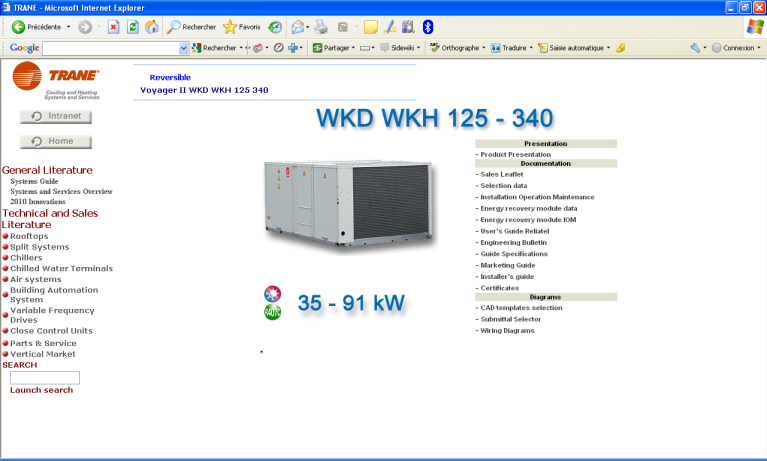 TRANE - Microsoft Internet Explorer
Précédente
Rechercher
Favoris
Google
Rechercher
Partager
Sidewiki
Orthographe
Traduire
Saisie automatique
Connexion
TRANE®
Cooling and Heating
Systems and Services
Intranet
Home
General Literature
Systems Guide
Systems and Services Overview
2010 Innovations
Technical and Sales
Literature
Rooftops
Split Systems
Chillers
Chilled Water Terminals
Air systems
Building Automation
System
Variable Frequency
Drives
Close Control Units
Parts & Service
Vertical Market
SEARCH
Launch search
Reversible
Voyager II WKD WKH 125 340
WKD WKH 125 - 340
35 - 91 kW
R407C
*
Presentation
- Product Presentation
Documentation
- Sales Leaflet
- Selection data
- Installation Operation Maintenance
- Energy recovery module data
- Energy recovery module IOM
- User's Guide Reliatel
- Engineering Bulletin
- Guide Specifications
- Marketing Guide
- Installer's guide
- Certificates
Diagrams
- CAD templates selection
- Submittal Selector
- Wiring Diagrams